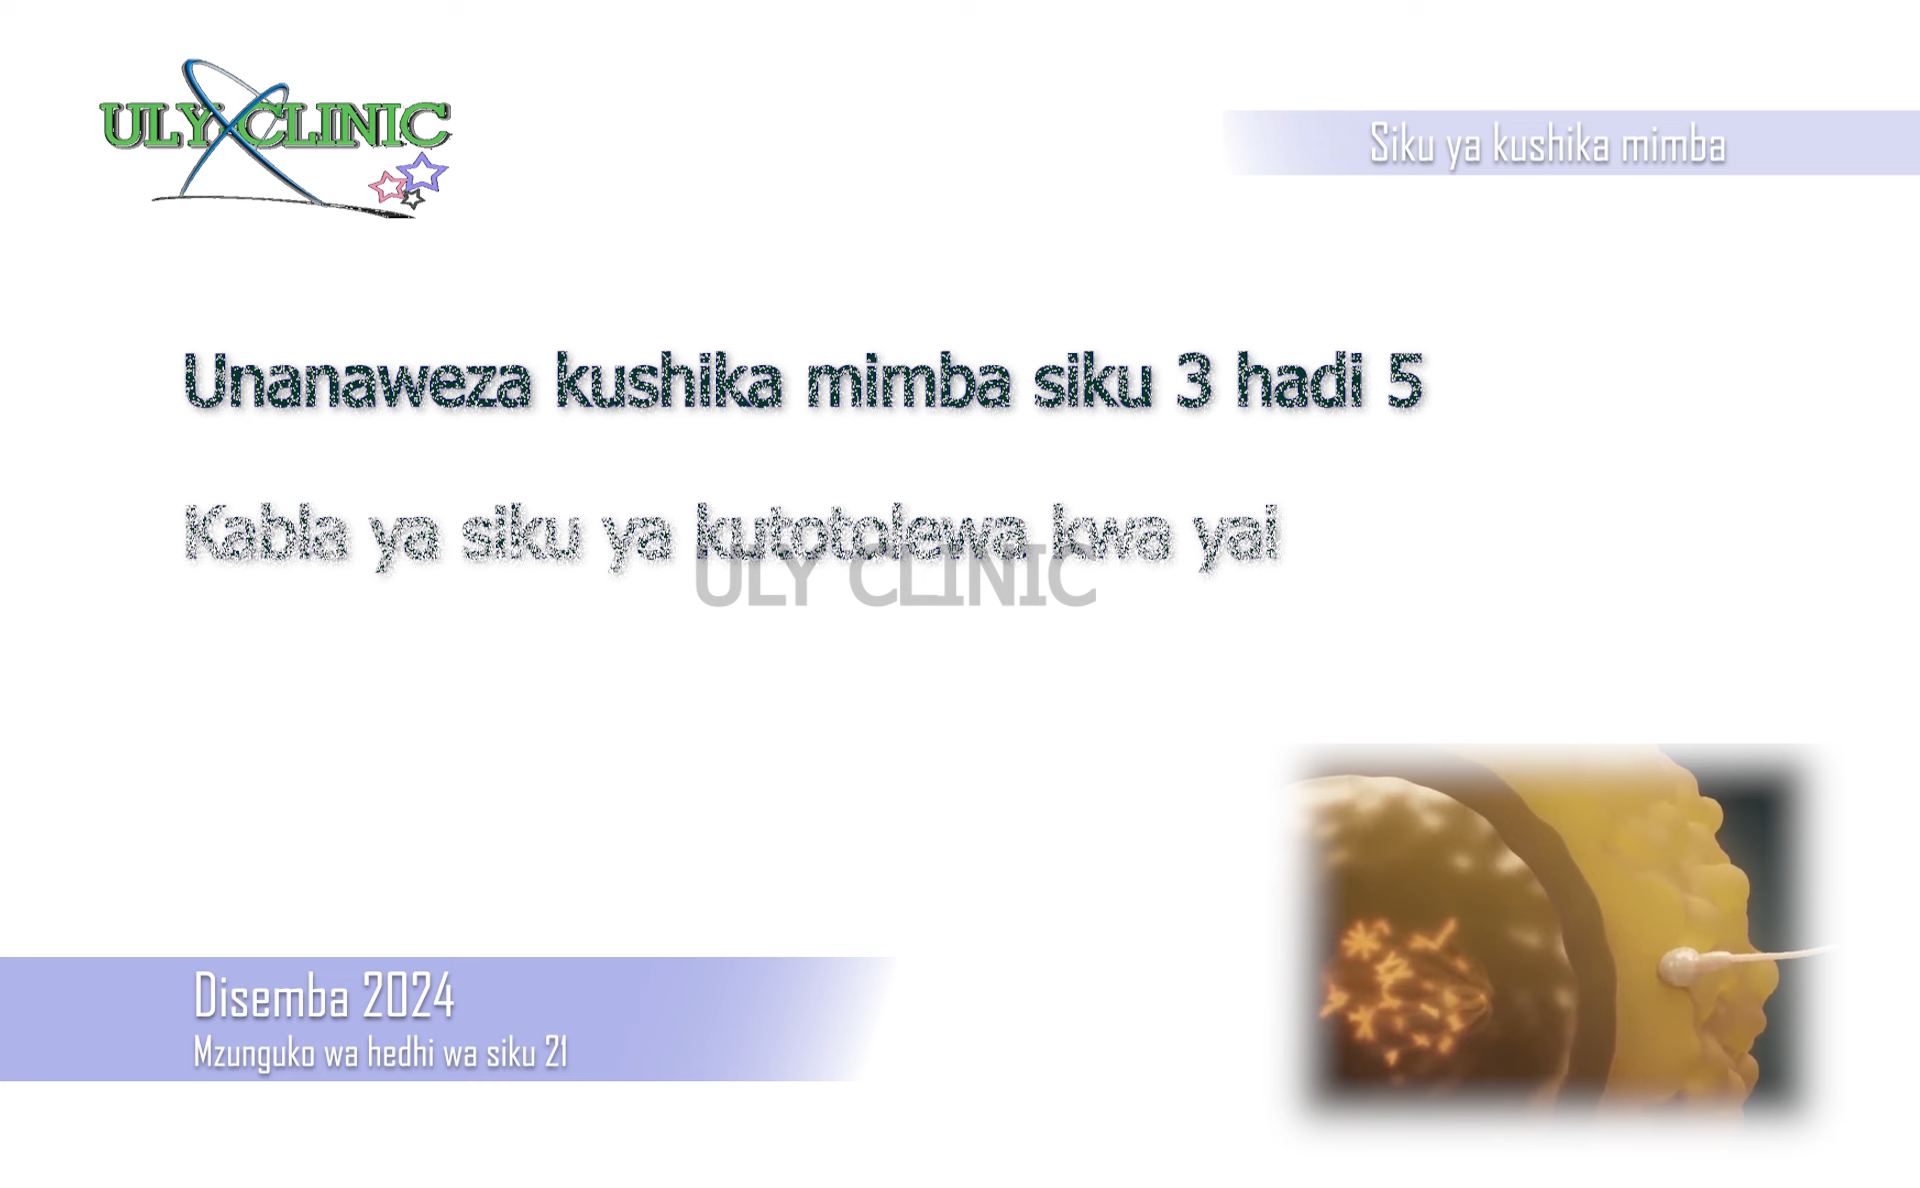 ULY CLINIC
Siku ya kushika mimba
Unanaweza kushika mimba siku 3 hadi 5
Kabla ya siku ya kutotolewa kwa yai
ULY CLINIC
Disemba 2024
Mzunguko wa hedhi wa siku 21